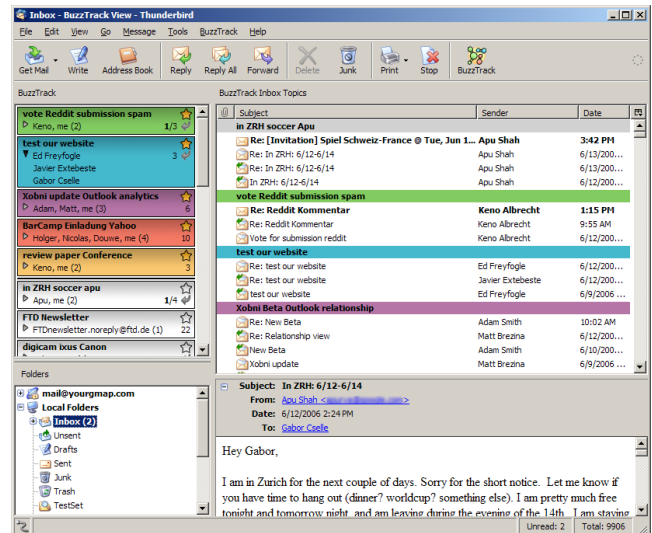 Inbox - BuzzTrack View - Thunderbird
File Edit View Go Message Tools BuzzTrack Help
Get Mail Write Address Book Reply Reply All Forward Delete Junk Print Stop BuzzTrack
BuzzTrack
vote Reddit submission spam
Keno, me (2) 1/3
test our website
Ed Freyfogle 3
Javier Extebeste
Gabor Cselle
Xobni update Outlook analytics
Adam, Matt, me (3) 6
BarCamp Einladung Yahoo
Holger, Nicolas, Douwe, me (4) 10
review paper Conference
Keno, me (2) 3
in ZRH soccer apu
Apu, me (2) 1/4
FTD Newsletter
FTDnewsletter.noreply@ftd.de (1) 22
digicam ixus Canon
Folders
mail@yourgmap.com
Local Folders
Inbox (2)
Unsent
Drafts
Sent
Junk
Trash
TestSet
BuzzTrack Inbox Topics
Subject Sender Date
in ZRH soccer Apu
Re: [Invitation] Spiel Schweiz-France @ Tue, Jun 1... Apu Shah 3:42 PM
Re: In ZRH: 6/12-6/14 Apu Shah 6/13/200...
Re: In ZRH: 6/12-6/14 Apu Shah 6/13/200...
In ZRH: 6/12-6/14 Apu Shah 6/12/200...
vote Reddit submission spam
Re: Reddit Kommentar Keno Albrecht 1:15 PM
Re: Reddit Kommentar Keno Albrecht 9:55 AM
Vote for submission reddit Keno Albrecht 6/12/200...
test our website
Re: test our website Ed Freyfogle 6/12/200...
Re: test our website Javier Extebeste 6/12/200...
test our website Ed Freyfogle 6/9/2006 ...
Xobni Beta Outlook relationship
Re: New Beta Adam Smith 10:02 AM
Re: Relationship view Matt Brezina 6/12/200...
New Beta Adam Smith 6/10/200...
Xobni update Matt Brezina 6/9/2006 ...
Subject: In ZRH: 6/12-6/14
From: Apu Shah <
Date: 6/12/2006 2:24 PM
To: Gabor Cselle
Hey Gabor,
I am in Zurich for the next couple of days. Sorry for the short notice. Let me know if
you have time to hang out (dinner? worldcup? something else). I am pretty much free
tonight and tomorrow night, and am leaving during the evening of the 14th. I am staying
Unread: 2 Total: 9906